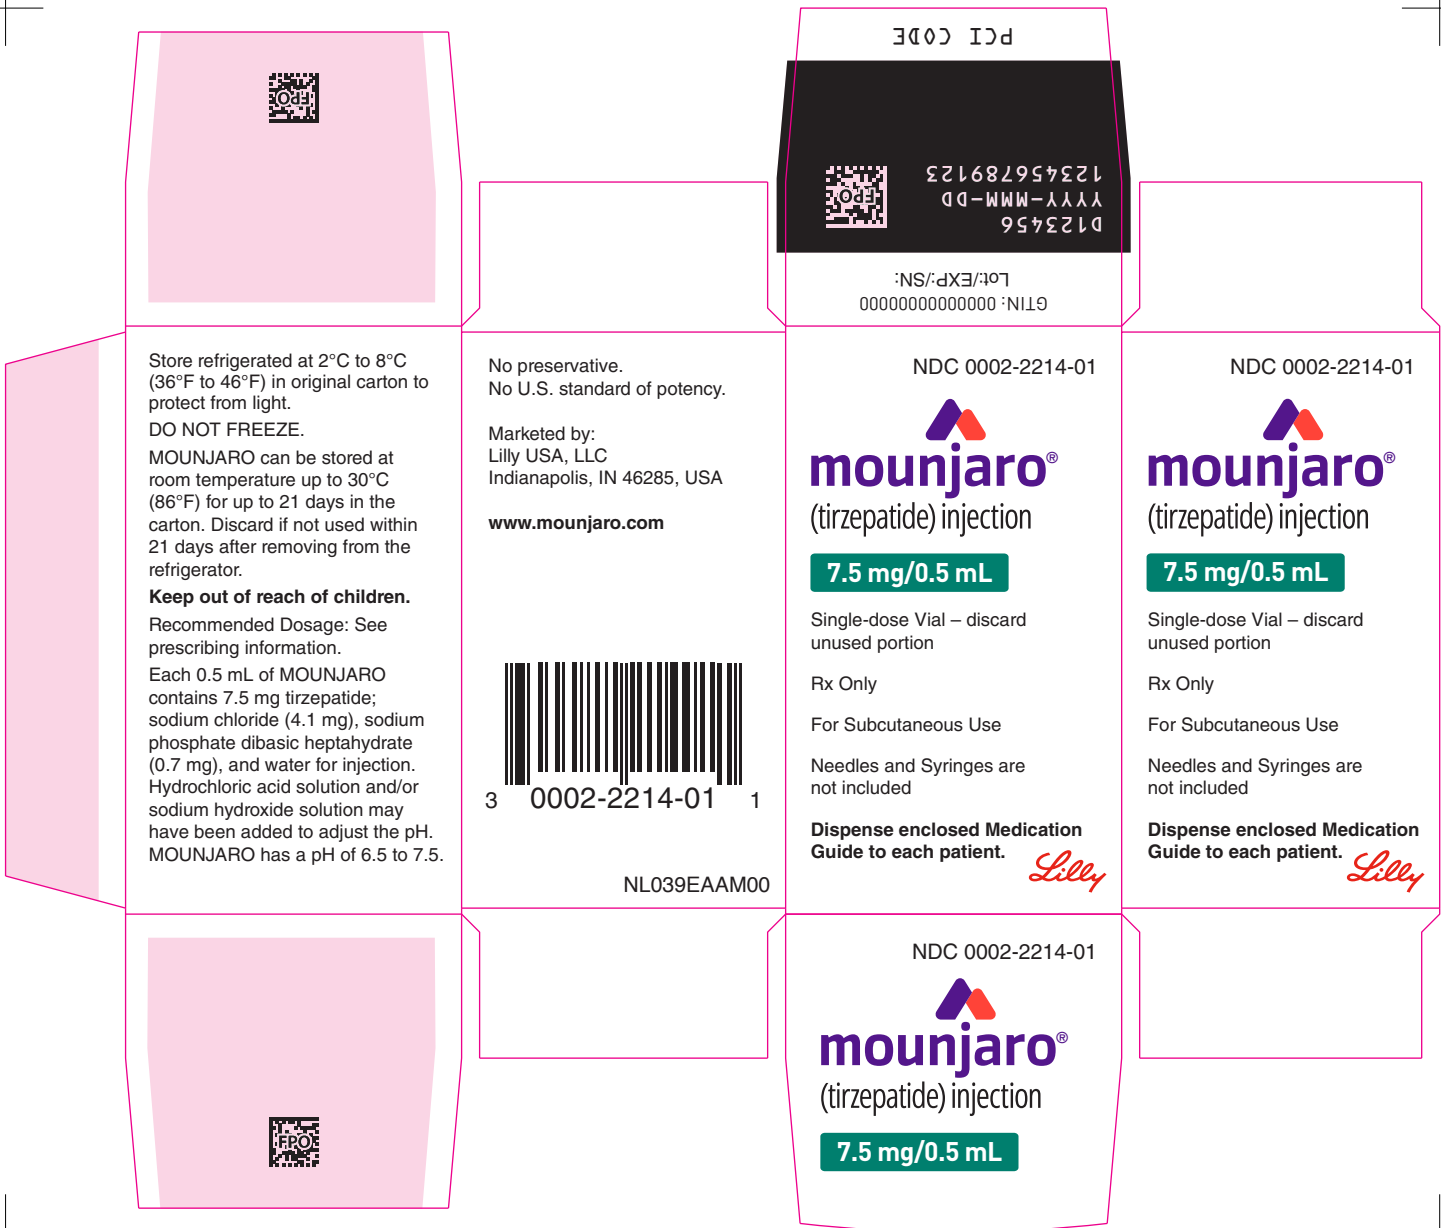 FPO
PCI CODE
D123456
YYYY-MMM-DD
123456789123
FPO
GTIN: 00000000000000
Lot:/EXP:/SN:
Store refrigerated at 2°C to 8°C
(36°F to 46°F) in original carton to
protect from light.
DO NOT FREEZE.
MOUNJARO can be stored at
room temperature up to 30°C
(86°F) for up to 21 days in the
carton. Discard if not used within
21 days after removing from the
refrigerator.
Keep out of reach of children.
Recommended Dosage: See
prescribing information.
Each 0.5 mL of MOUNJARO
contains 7.5 mg tirzepatide;
sodium chloride (4.1 mg), sodium
phosphate dibasic heptahydrate
(0.7 mg), and water for injection.
Hydrochloric acid solution and/or
sodium hydroxide solution may
have been added to adjust the pH.
MOUNJARO has a pH of 6.5 to 7.5.
No preservative.
No U.S. standard of potency.
Marketed by:
Lilly USA, LLC
Indianapolis, IN 46285, USA
www.mounjaro.com
3 0002-2214-01 1
NL039EAAM00
NDC 0002-2214-01
mounjaro®
(tirzepatide) injection
7.5 mg/0.5 mL
Single-dose Vial – discard
unused portion
Rx Only
For Subcutaneous Use
Needles and Syringes are
not included
Dispense enclosed Medication
Guide to each patient.
Lilly
NDC 0002-2214-01
mounjaro®
(tirzepatide) injection
7.5 mg/0.5 mL
Single-dose Vial – discard
unused portion
Rx Only
For Subcutaneous Use
Needles and Syringes are
not included
Dispense enclosed Medication
Guide to each patient.
Lilly
FPO
NDC 0002-2214-01
mounjaro®
(tirzepatide) injection
7.5 mg/0.5 mL